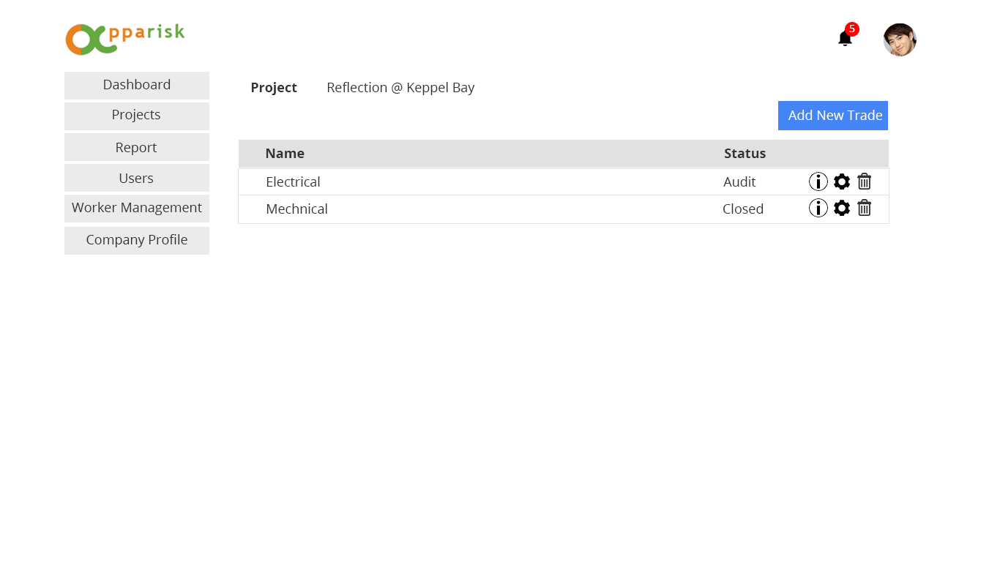 pparisk
5
Dashboard
Projects
Report
Users
Worker Management
Company Profile
Project Reflection @ Keppel Bay
Add New Trade
Name Status
Electrical Audit
Mechnical Closed